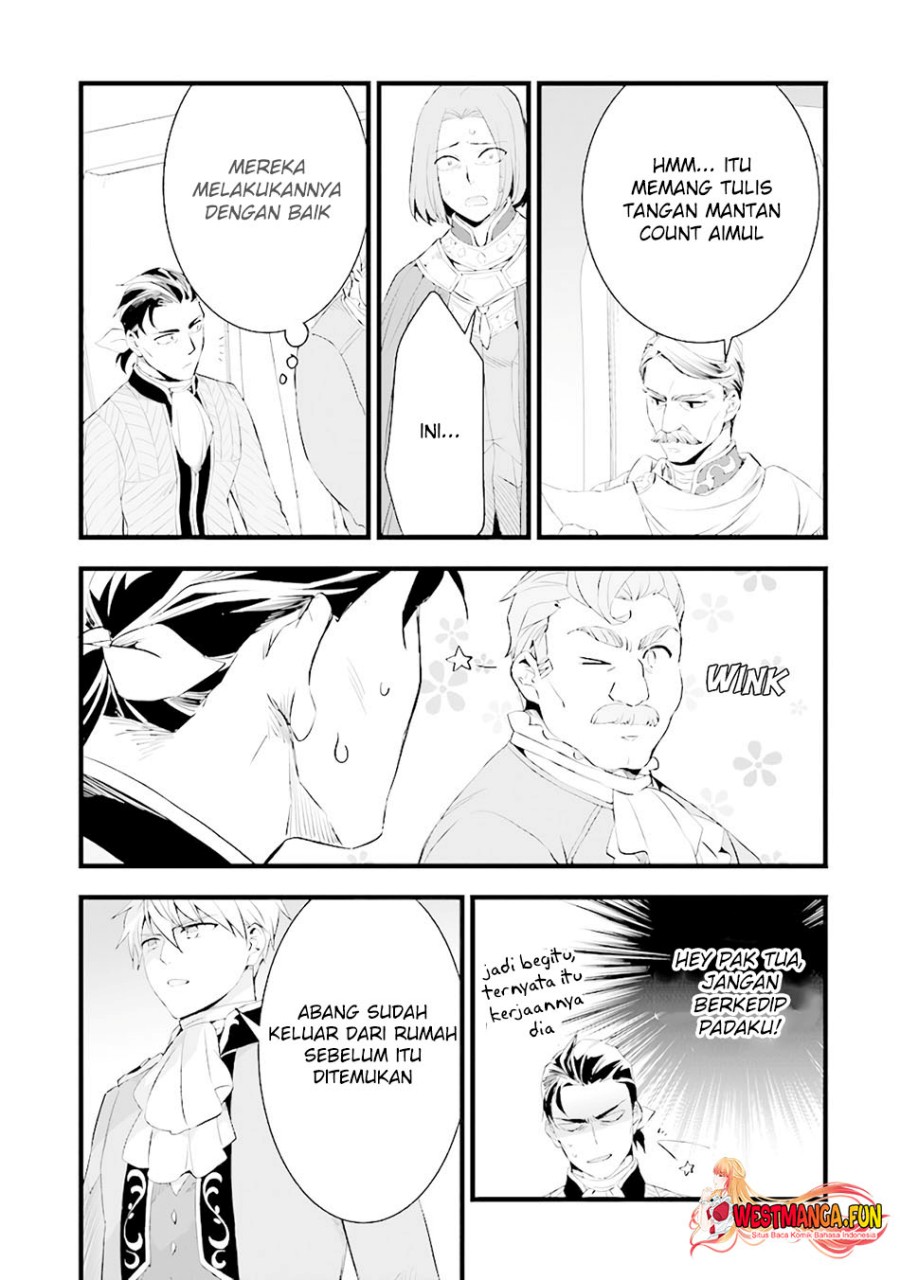 HMM... ITU
MEMANG TULIS
TANGAN MANTAN
COUNT AIMUL
INI...
MEREKA
MELAKUKANNYA
DENGAN BAIK
WINK
HEY PAK TUA,
JANGAN
BERKEDIP
PADAKU!
jadi begitu,
ternyata itu
kerjaannya
dia
ABANG SUDAH
KELUAR DARI RUMAH
SEBELUM ITU
DITEMUKAN
WESTMANGA.FUN
Situs Baca Komik Bahasa Indonesia